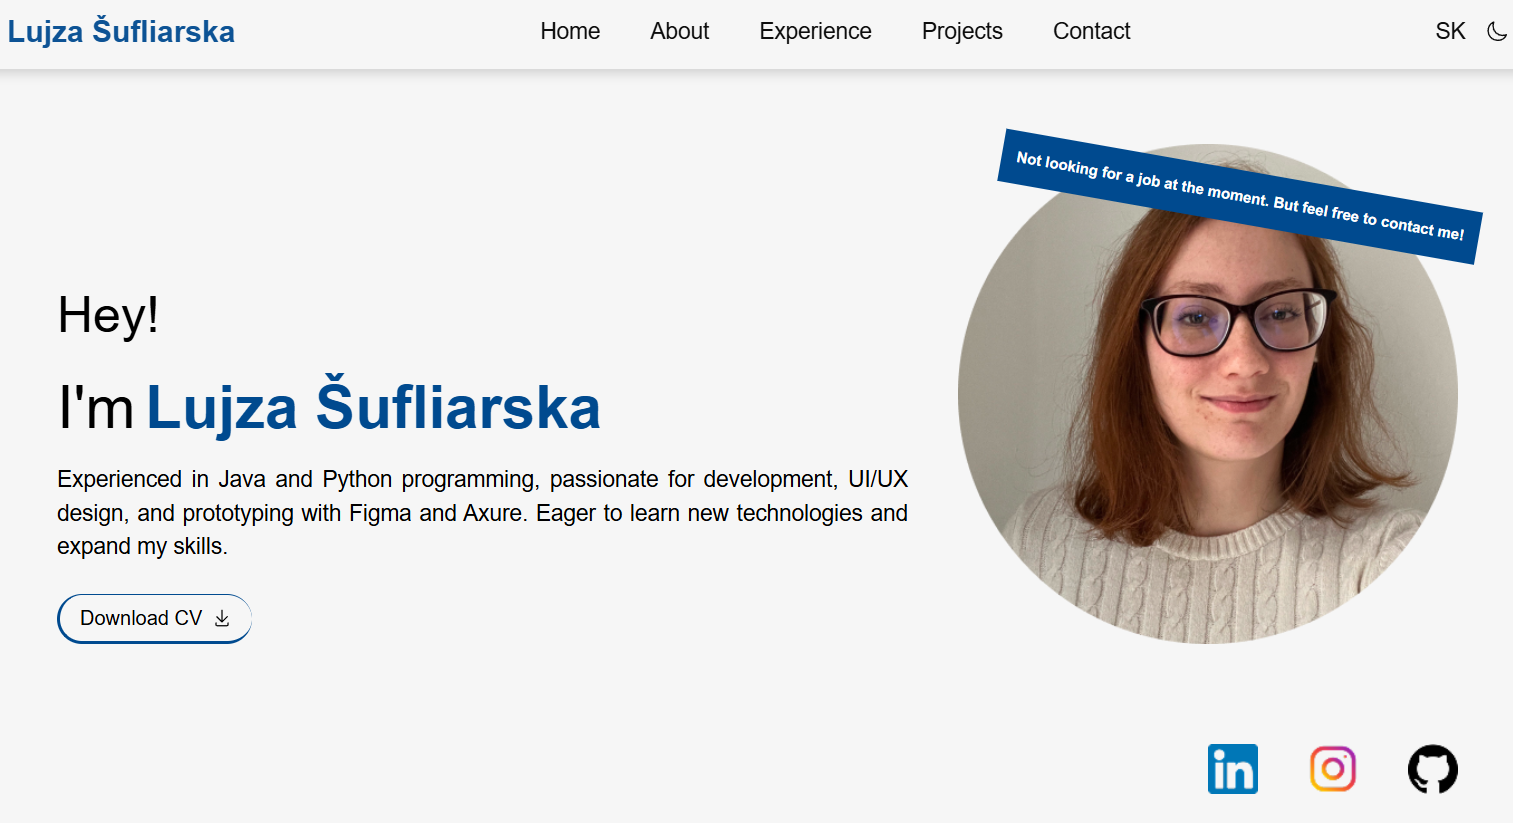 Lujza Šufliarska
Home
About
Experience
Projects
Contact
SK
Not looking for a job at the moment. But feel free to contact me!
Hey!
I'm Lujza Šufliarska
Experienced in Java and Python programming, passionate for development, UI/UX
design, and prototyping with Figma and Axure. Eager to learn new technologies and
expand my skills.
Download CV
in